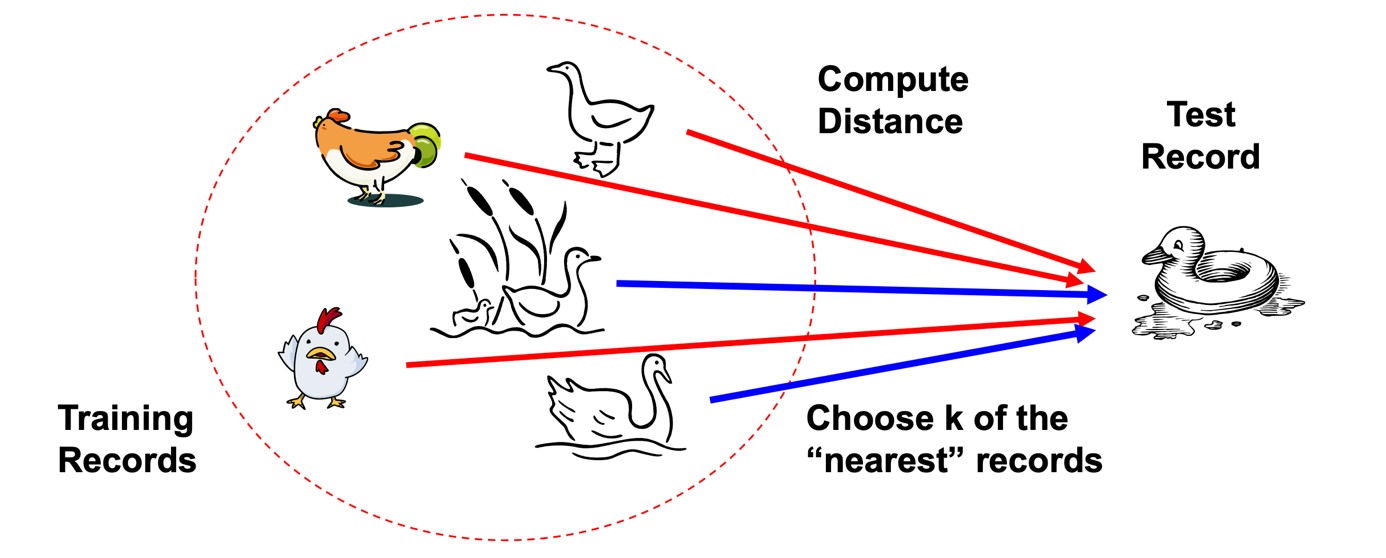 Compute
Distance
Test
Record
Training
Records
Choose k of the
“nearest” records